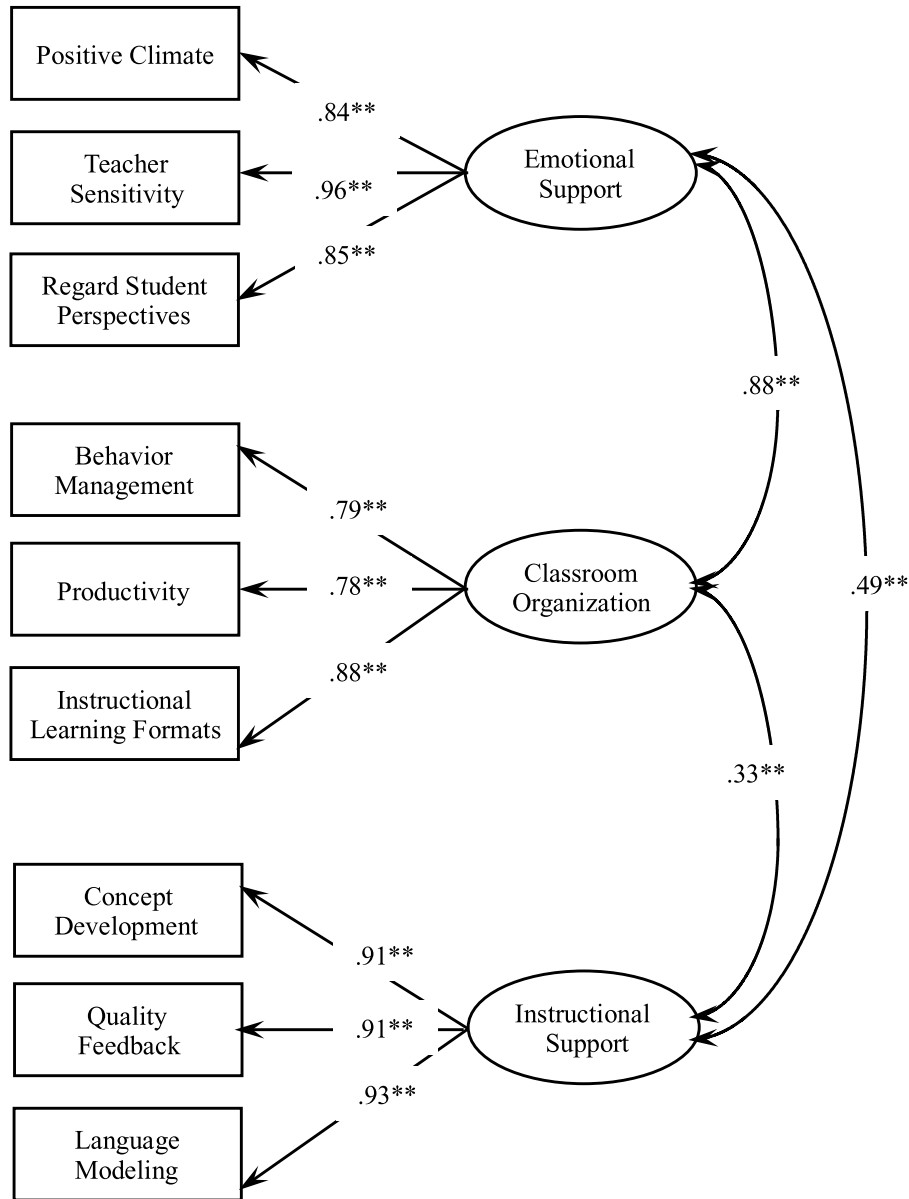 Positive Climate
.84**
Teacher
Sensitivity
.96**
Emotional
Support
Regard Student
Perspectives
.85**
.88**
Behavior
Management
.79**
Productivity
.78**
Classroom
Organization
.49**
Instructional
Learning Formats
.88**
.33**
Concept
Development
.91**
Quality
Feedback
.91**
Instructional
Support
.93**
Language
Modeling